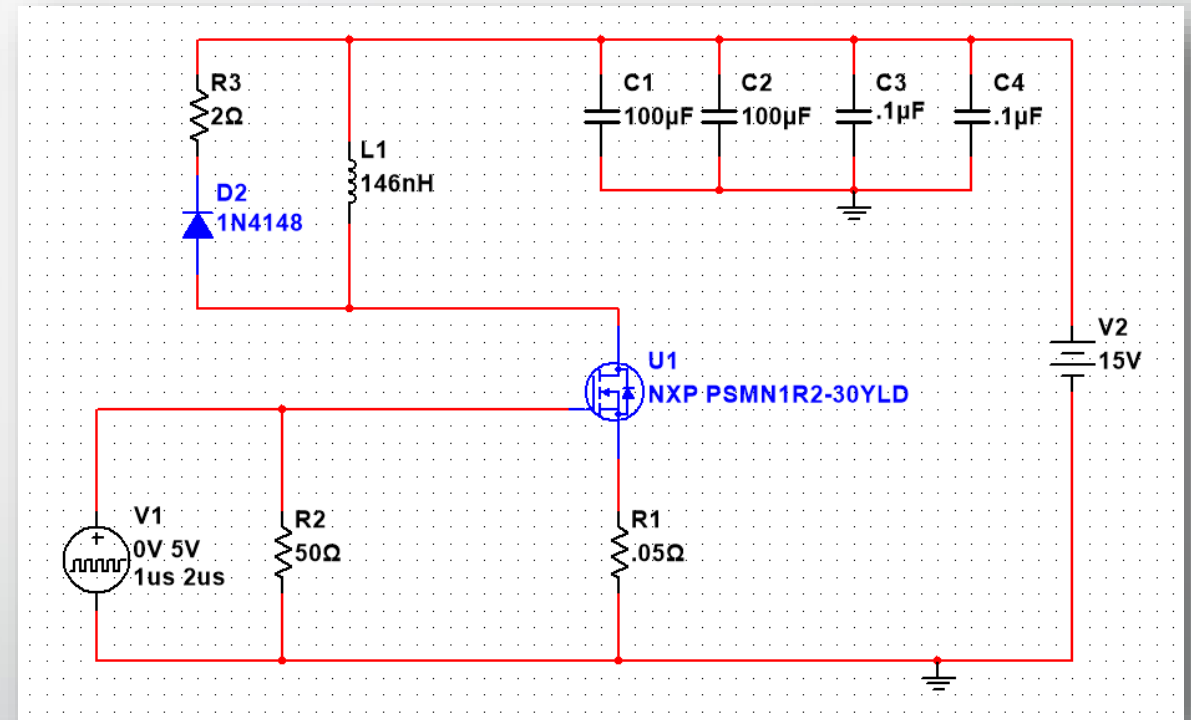 R3
2Ω
D2
1N4148
L1
146nH
C1
100µF
C2
100µF
C3
.1µF
C4
.1µF
V2
15V
U1
NXP PSMN1R2-30YLD
V1
0V 5V
1us 2us
R2
50Ω
R1
.05Ω